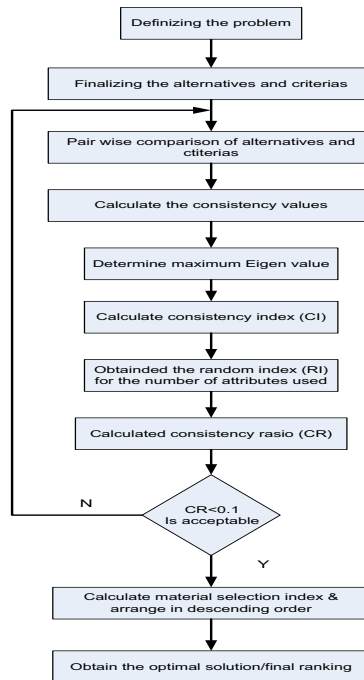 Definizing the problem
Finalizing the alternatives and criterias
Pair wise comparison of alternatives and
ctiterias
Calculate the consistency values
Determine maximum Eigen value
Calculate consistency index (CI)
Obtainded the random index (RI)
for the number of attributes used
Calculated consistency rasio (CR)
CR<0.1
Is acceptable
N
Y
Calculate material selection index &
arrange in descending order
Obtain the optimal solution/final ranking